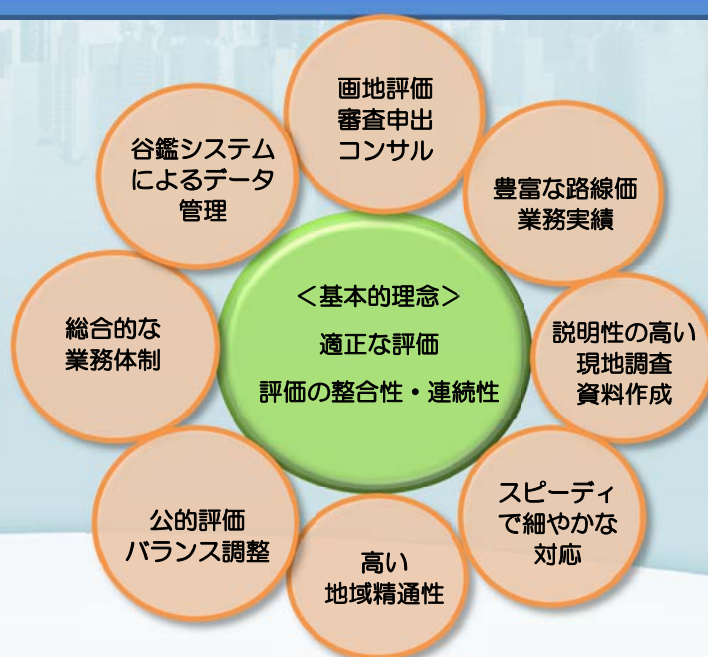 画地評価
審査申出
コンサル
豊富な路線価
業務実績
説明性の高い
現地調査
資料作成
スピーディ
で細やかな
対応
高い
地域精通性
公的評価
バランス調整
総合的な
業務体制
谷鑑システム
によるデータ
管理
＜基本的理念＞
適正な評価
評価の整合性・連続性